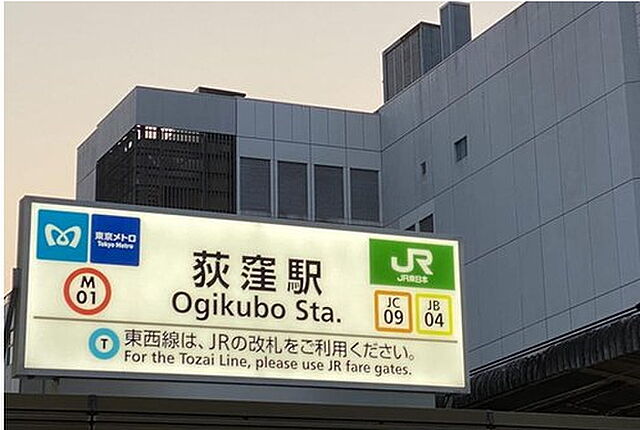 東京メトロ
Tokyo Metro
M
01
荻窪駅
Ogikubo Sta.
JR
JR東日本
JC
09
JB
04
T
東西線は、JRの改札をご利用ください。
For the Tozai Line, please use JR fare gates.